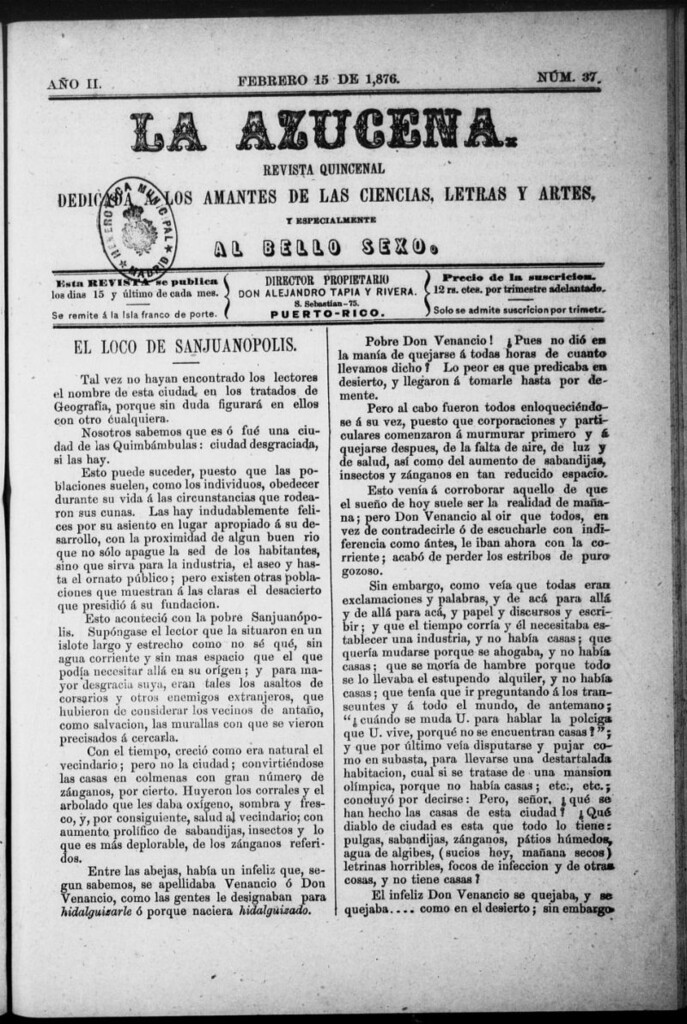 AÑO II.
FEBRERO 15 DE 1,876.
NÚM. 37.
LA AZUCENA.
REVISTA QUINCENAL
DEDICADA A LOS AMANTES DE LAS CIENCIAS, LETRAS Y ARTES,
Y ESPECIALMENTE
AL BELLO SEXO.
HEMEROTECA MUNICIPAL
MADRID
Esta REVISTA se publica
los dias 15 y último de cada mes.
Se remite á la Isla franco de porte.
DIRECTOR PROPIETARIO
DON ALEJANDRO TAPIA Y RIVERA.
S. Sebastian-75.
PUERTO-RICO.
Precio de la suscricion.
12 rs. ctes. por trimestre adelantado.
Solo se admite suscricion por trimetr.
EL LOCO DE SANJUANOPOLIS.
Tal vez no hayan encontrado los lectores
el nombre de esta ciudad, en los tratados de
Geografía, porque sin duda figurará en ellos
con otro cualquiera.
Nosotros sabemos que es ó fué una ciu-
dad de las Quimbámbulas: ciudad desgraciada,
si las hay.
Esto puede suceder, puesto que las po-
blaciones suelen, como los individuos, obedecer
durante su vida á las circunstancias que rodea-
ron sus cunas. Las hay indudablemente feli-
ces por su asiento en lugar apropiado á su de-
sarrollo, con la proximidad de algun buen rio
que no sólo apague la sed de los habitantes,
sino que sirva para la industria, el aseo y has-
ta el ornato público; pero existen otras pobla-
ciones que muestran á las claras el desacierto
que presidió á su fundacion.
Esto aconteció con la pobre Sanjuanópo-
lis. Supóngase el lector que la situaron en un
islote largo y estrecho como no sé qué, sin
agua corriente y sin mas espacio que el que
podía necesitar allá en su orígen; y para ma-
yor desgracia suya, eran tales los asaltos de
corsarios y otros enemigos extranjeros, que
hubieron de considerar los vecinos de antaño,
como salvacion, las murallas con que se vieron
precisados á cercarla.
Con el tiempo, creció como era natural el
vecindario; pero no la ciudad; convirtiéndose
las casas en colmenas con gran número de
zánganos, por cierto. Huyeron los corrales y el
arbolado que les daba oxígeno, sombra y fres-
co, y, por consiguiente, salud al vecindario; con
aumento prolífico de sabandijas, insectos y lo
que es más deplorable, de los zánganos referi-
dos.
Entre las abejas, había un infeliz que, se-
gun sabemos, se apellidaba Venancio ó Don
Venancio, como las gentes le designaban para
hidalguizarle ó porque naciera hidalguizado.
Pobre Don Venancio! ¿Pues no dió en
la manía de quejarse á todas horas de cuanto
llevamos dicho? Lo peor es que predicaba en
desierto, y llegaron á tomarle hasta por de-
mente.
Pero al cabo fueron todos enloqueciéndo-
se á su vez, puesto que corporaciones y parti-
culares comenzaron á murmurar primero y á
quejarse despues, de la falta de aire, de luz y
de salud, así como del aumento de sabandijas,
insectos y zánganos en tan reducido espacio.
Esto venía á corroborar aquello de que
el sueño de hoy suele ser la realidad de maña-
na; pero Don Venancio al oir que todos, en
vez de contradecirle ó de escucharle con indi-
ferencia como ántes, le iban ahora con la co-
rriente; acabó de perder los estribos de puro
gozoso.
Sin embargo, como veía que todas eran
exclamaciones y palabras, y de acá para allá
y de allá para acá, y papel y discursos y escri-
bir; y que el tiempo corría y él necesitaba es-
tablecer una industria, y no había casas; que
quería mudarse porque se ahogaba, y no había
casas; que se moría de hambre porque todo
se lo llevaba el estupendo alquiler, y no había
casas; que tenía que ir preguntando á los tran-
seuntes y á todo el mundo, de antemano;
"¿cuándo se muda U. para hablar la polciga
que U. vive, porqué no se encuentran casas?";
y que por último veía disputarse y pujar co-
mo en subasta, para llevarse una destartalada
habitacion, cual si se tratase de una mansion
olímpica, porque no había casas; etc., etc.;
concluyó por decirse: Pero, señor, ¿qué se
han hecho las casas de esta ciudad? ¿Qué
diablo de ciudad es esta que todo lo tiene:
pulgas, sabandijas, zánganos, pátios húmedos,
agua de algibes, (sucios hoy, mañana secos)
letrinas horribles, focos de infeccion y de otras
cosas, y no tiene casas?
El infeliz Don Venancio se quejaba, y se
quejaba.... como en el desierto; sin embargo